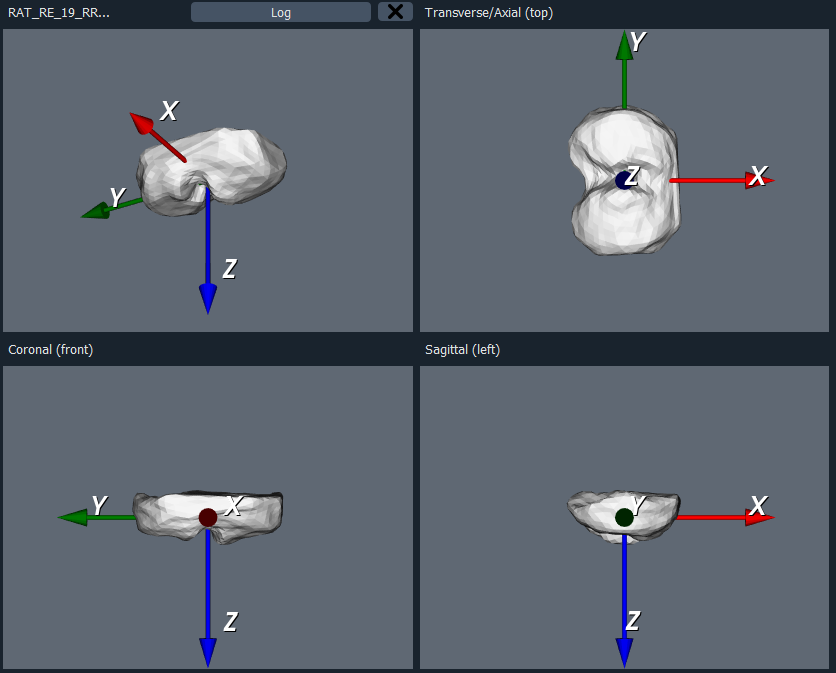 RAT_RE_19_RR...
Log
Transverse/Axial (top)
X
Y
Z
Y
X
Z
Coronal (front)
Sagittal (left)
Y
X
Z
Y
X
Z